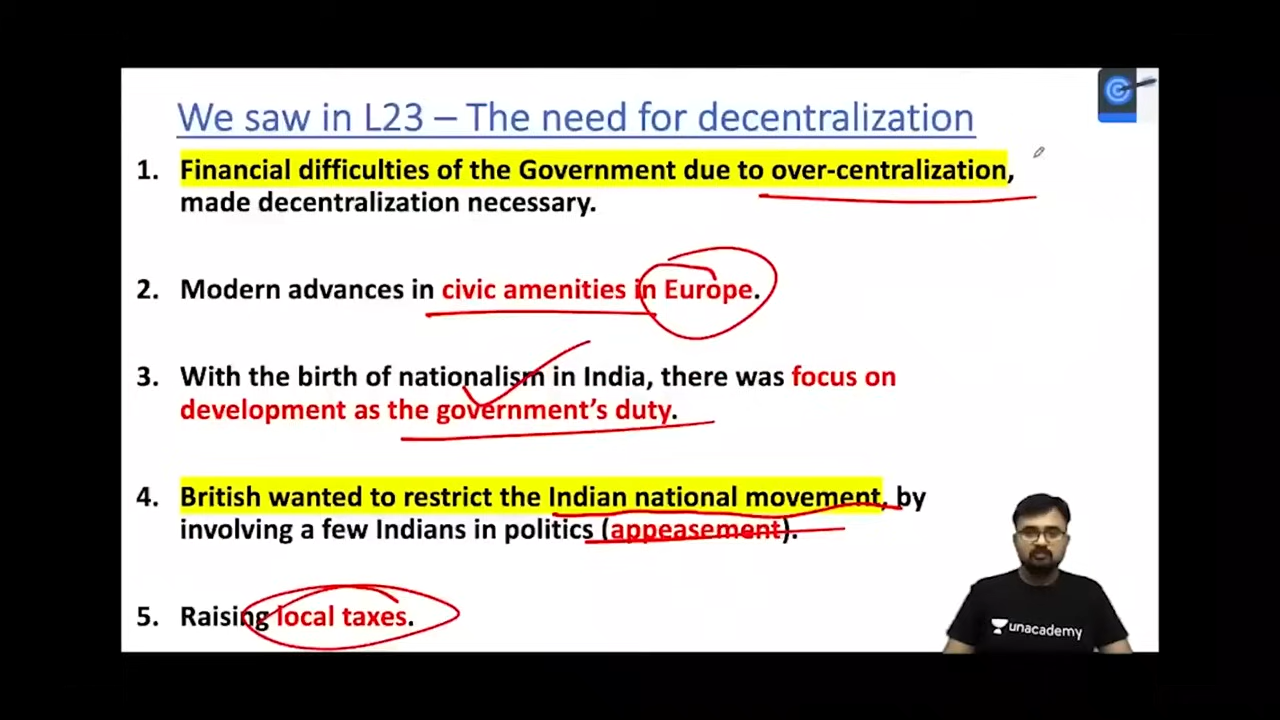 We saw in L23 – The need for decentralization
1. Financial difficulties of the Government due to over-centralization,
made decentralization necessary.
2. Modern advances in civic amenities in Europe.
3. With the birth of nationalism in India, there was focus on
development as the government's duty.
4. British wanted to restrict the Indian national movement, by
involving a few Indians in politics (appeasement).
5. Raising local taxes.
unacademy